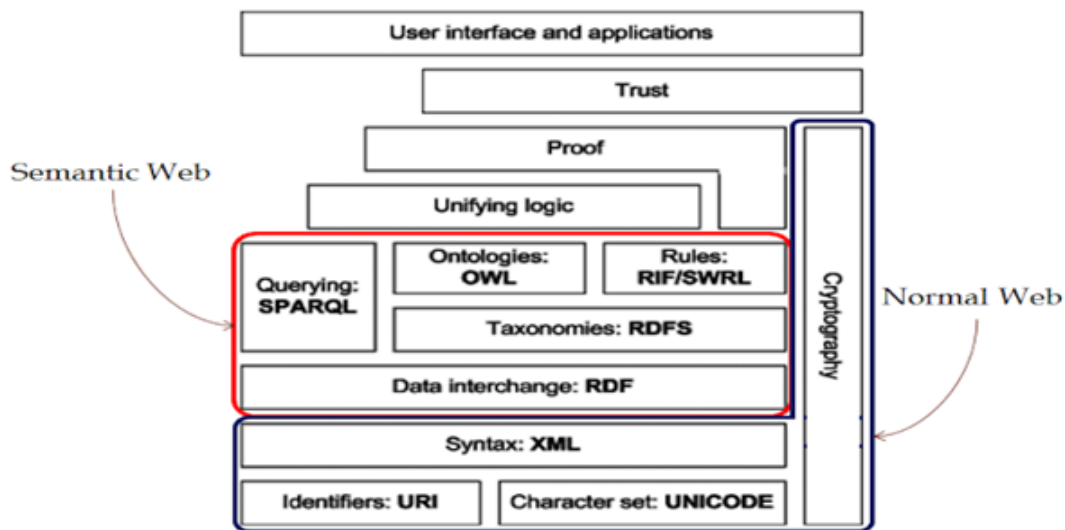 User interface and applications
Trust
Proof
Semantic Web
Unifying logic
Querying:
SPARQL
Ontologies:
OWL
Rules:
RIF/SWRL
Taxonomies: RDFS
Data interchange: RDF
Cryptography
Normal Web
Syntax: XML
Identifiers: URI
Character set: UNICODE